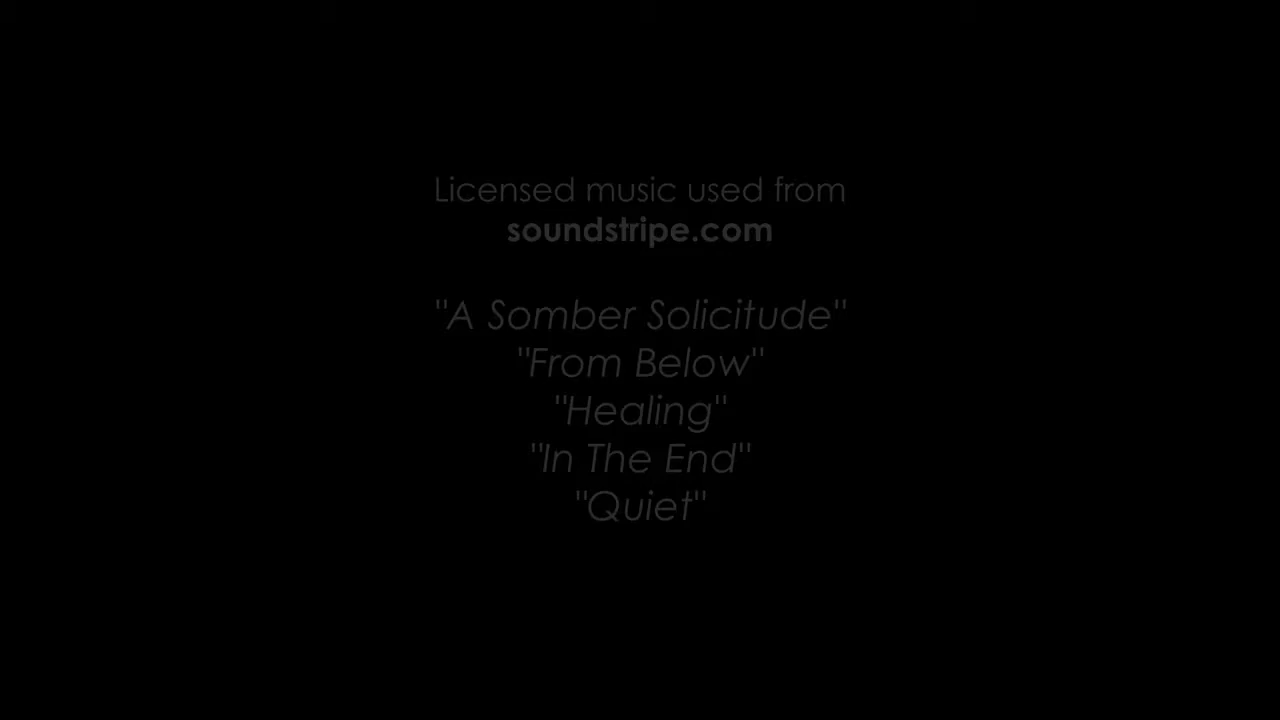 Licensed music used from
soundstripe.com
"A Somber Solicitude"
"From Below"
"Healing"
"In The End"
"Quiet"